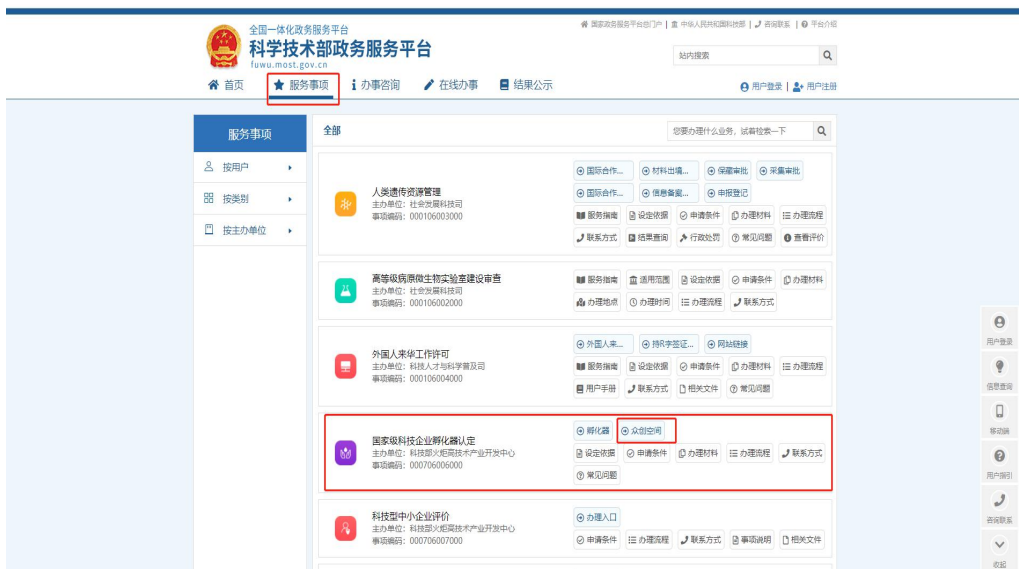 国家政务服务平台总门户 | 中华人民共和国科技部 | 咨询联系 | 平台介绍
全国一体化政务服务平台
科学技术部政务服务平台
fuwu.most.gov.cn
站内搜索
首页 服务事项 办事咨询 在线办事 结果公示
用户登录 | 用户注册
服务事项
按用户
按类别
按主办单位
全部
您要办理什么业务，试着检索一下
人类遗传资源管理
主办单位：社会发展科技司
事项编码：000106003000
国际合作... 材料出境... 保藏审批 采集审批
国际合作... 信息备案... 申报登记
服务指南 设定依据 申请条件 办理材料 办理流程
联系方式 结果查询 行政处罚 常见问题 查看评价
高等级病原微生物实验室建设审查
主办单位：社会发展科技司
事项编码：000106002000
服务指南 适用范围 设定依据 申请条件 办理材料
办理地点 办理时间 办理流程 联系方式
外国人来华工作许可
主办单位：科技人才与科学普及司
事项编码：000106004000
外国人来... 持R字签证... 网站链接
服务指南 设定依据 申请条件 办理材料 办理流程
用户手册 联系方式 相关文件 常见问题
国家级科技企业孵化器认定
主办单位：科技部火炬高技术产业开发中心
事项编码：000706006000
孵化器 众创空间
设定依据 申请条件 办理材料 办理流程 联系方式
常见问题
科技型中小企业评价
主办单位：科技部火炬高技术产业开发中心
事项编码：000706007000
办理入口
申请条件 办理流程 联系方式 事项说明 相关文件
用户登录
信息查询
移动端
用户指引
咨询联系
收起